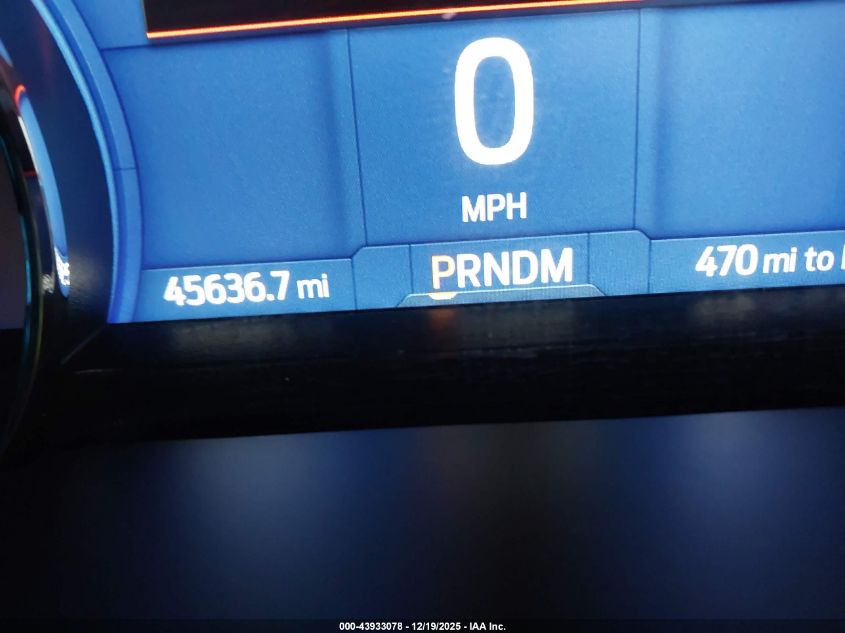 0
MPH
45636.7 mi
PRNDM
470 mi to
000-43933078 - 12/19/2025 - IAA Inc.